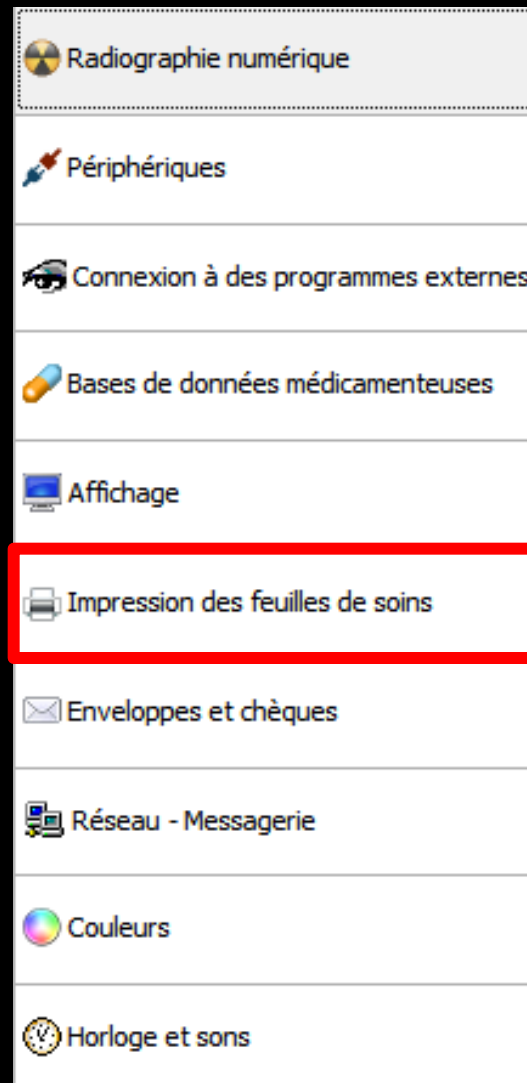 Radiographie numérique
Périphériques
Connexion à des programmes externes
Bases de données médicamenteuses
Affichage
Impression des feuilles de soins
Enveloppes et chèques
Réseau - Messagerie
Couleurs
Horloge et sons